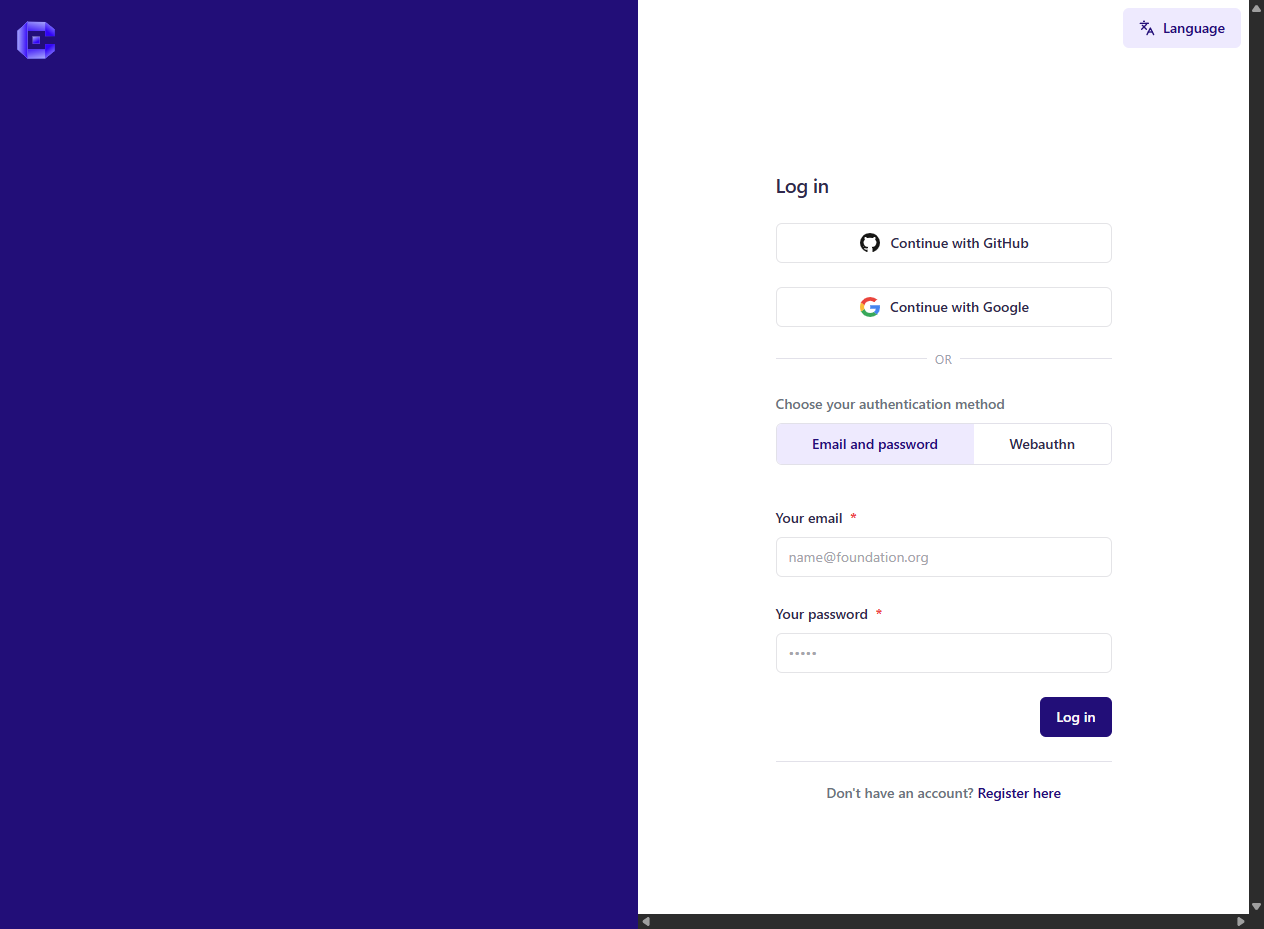 Language
Log in
Continue with GitHub
Continue with Google
OR
Choose your authentication method
Email and password
Webauthn
Your email *
name@foundation.org
Your password *
•••••
Log in
Don't have an account? Register here